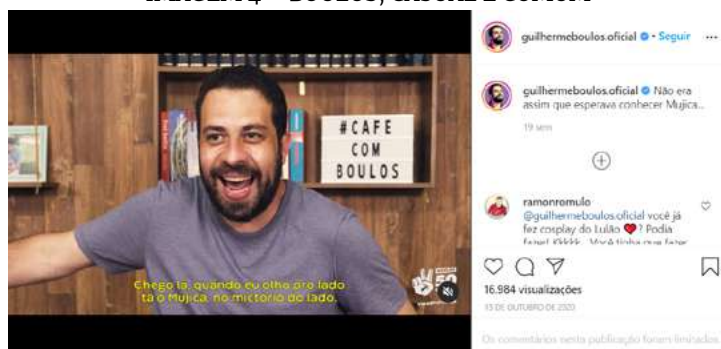 #CAFE
COM
BOULOS
Chego lá, quando eu olho pro lado
tá o Mujica, no mictório do lado.
50
guilhermeboulos.oficial • Seguir ...
guilhermeboulos.oficial Não era
assim que esperava conhecer Mujica...
19 sem
ramonromulo
@guilhermeboulos.oficial você já
fez cosplay do Lulão ❤️? Podia
16.984 visualizações
15 DE OUTUBRO DE 2020
Os comentários nesta publicação foram limitados